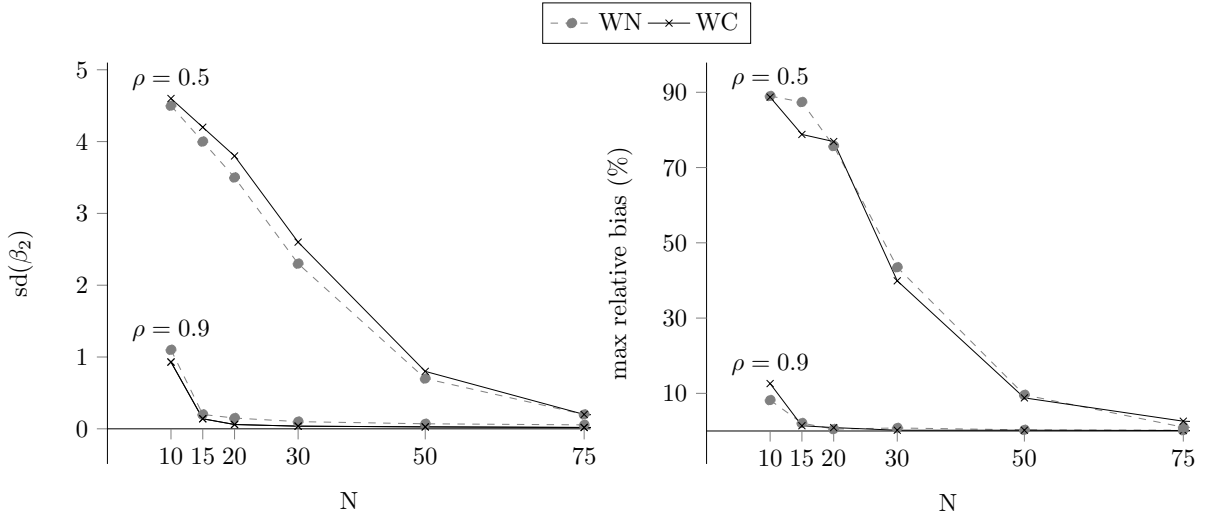 WN WC
5
4
3
2
1
0
sd(β₂)
ρ = 0.5
ρ = 0.9
10 15 20 30 50 75
N
90
70
50
30
10
max relative bias (%)
ρ = 0.5
ρ = 0.9
10 15 20 30 50 75
N